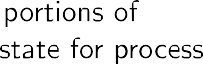 portions of
state for process